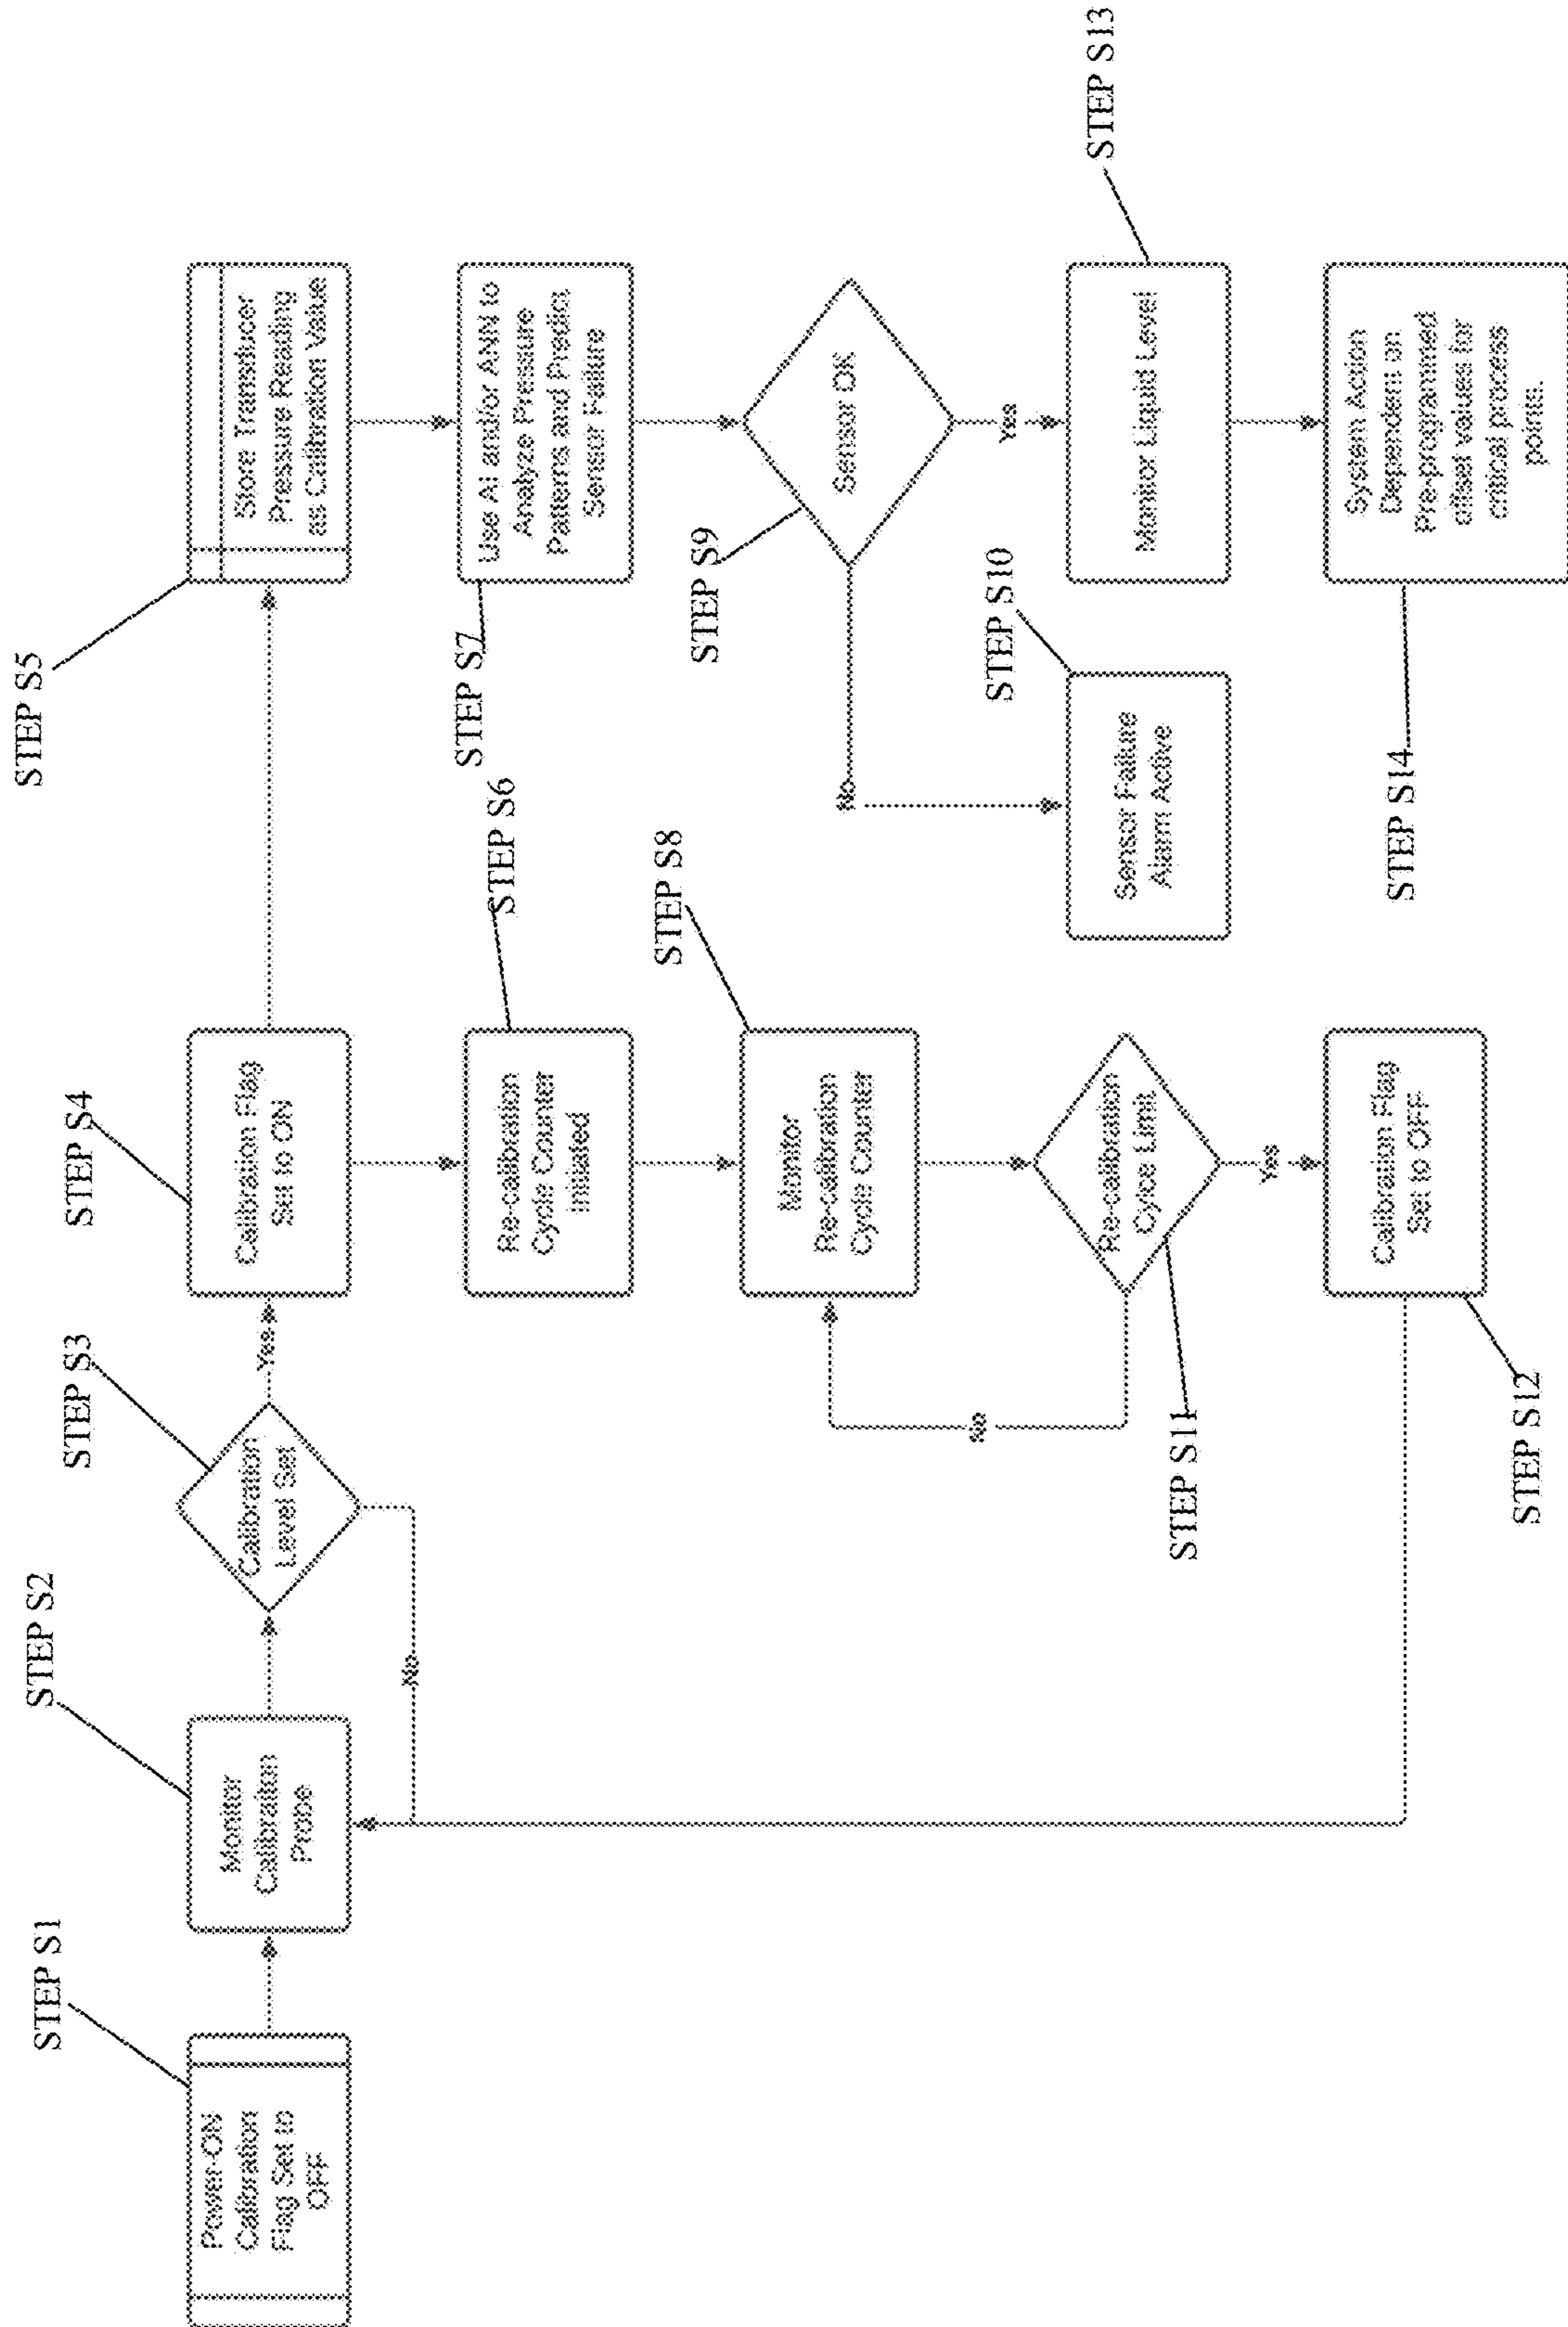 STEP S1
Power-ON
Calibration
Flag Set to
OFF
STEP S2
Monitor
Calibration
Probe
STEP S3
Calibration
Level Set
No
Yes
STEP S4
Calibration Flag
Set to ON
STEP S5
Store Transducer
Pressure Reading
as Calibration Value
STEP S6
Re-calibration
Cycle Counter
Initiated
STEP S7
Use AI and/or ANN to
Analyze Pressure
Patterns and Predict
Sensor Failure
STEP S8
Monitor
Re-calibration
Cycle Counter
STEP S9
Sensor OK
No
Yes
STEP S10
Sensor Failure
Alarm Active
STEP S11
Re-calibration
Cylce Limit
No
Yes
STEP S12
Calibration Flag
Set to OFF
STEP S13
Monitor Liquid Level
STEP S14
System Action
Dependent on
Pre-programmed
offset values for
critical process
points.